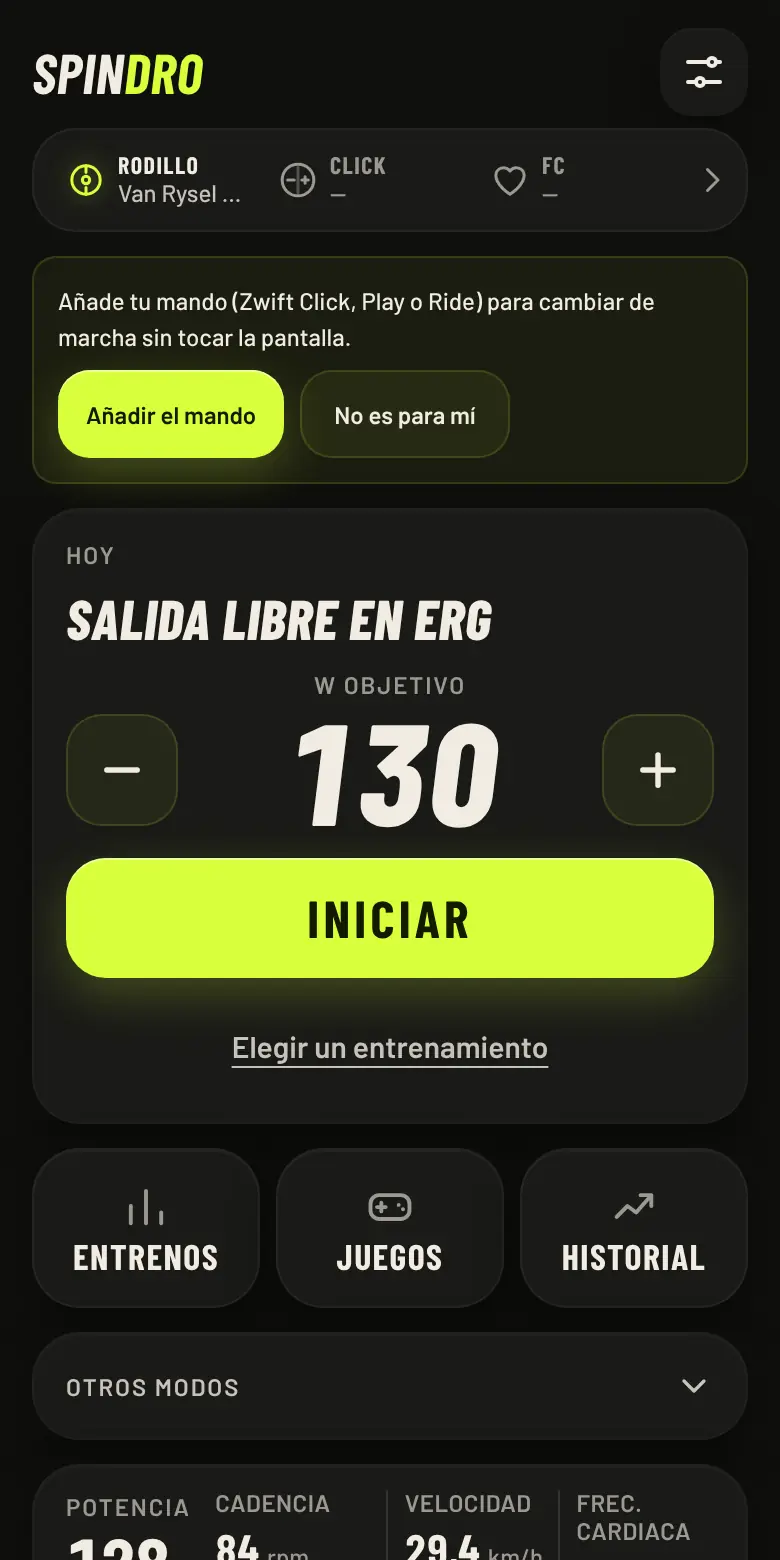 SPINDRO
RODILLO
Van Rysel ...
CLICK
–
FC
–
Añade tu mando (Zwift Click, Play o Ride) para cambiar de
marcha sin tocar la pantalla.
Añadir el mando
No es para mí
HOY
SALIDA LIBRE EN ERG
W OBJETIVO
130
INICIAR
Elegir un entrenamiento
ENTRENOS
JUEGOS
HISTORIAL
OTROS MODOS
POTENCIA
128
CADENCIA
84 rpm
VELOCIDAD
29.4 km/h
FREC.
CARDIACA